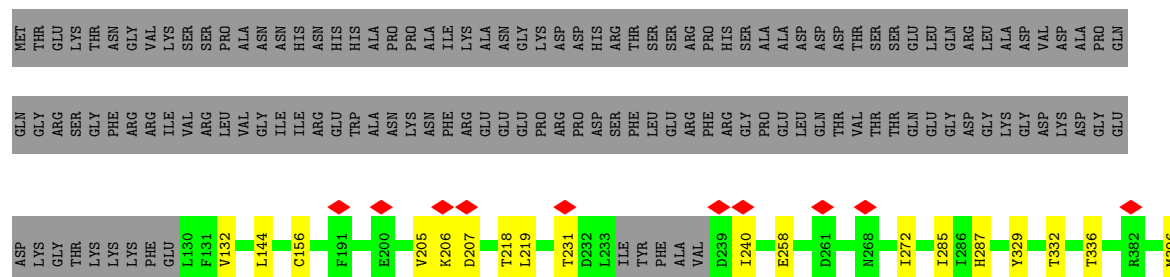 MET THR GLU LYS THR ASN GLY VAL LYS SER SER PRO ALA ASN ASN HIS ASN HIS HIS ALA PRO PRO ALA ILE LYS ALA ASN GLY LYS ASP ASP HIS ARG THR SER SER ARG PRO HIS SER ALA ALA ASP ASP ASP THR SER SER GLU LEU GLN ARG LEU ALA ASP VAL ASP ALA PRO GLN
GLN GLY ARG SER GLY PHE ARG ARG ILE VAL ARG LEU VAL GLY ILE ILE ARG GLU TRP ALA ASN LYS ASN PHE ARG GLU GLU GLU PRO ARG PRO ASP SER PHE LEU GLU ARG PHE ARG GLY PRO GLU LEU GLN THR VAL THR THR GLN GLU GLY ASP GLY LYS GLY ASP LYS ASP GLY GLU
ASP LYS GLY THR LYS LYS LYS PHE GLU L130 F131 V132 L144 C156 F191 E200 V205 K206 D207 T218 L219 T231 D232 L233 ILE TYR PHE ALA VAL D239 I240 E258 D261 N268 I272 I285 I286 H287 Y329 T332 T336 R382